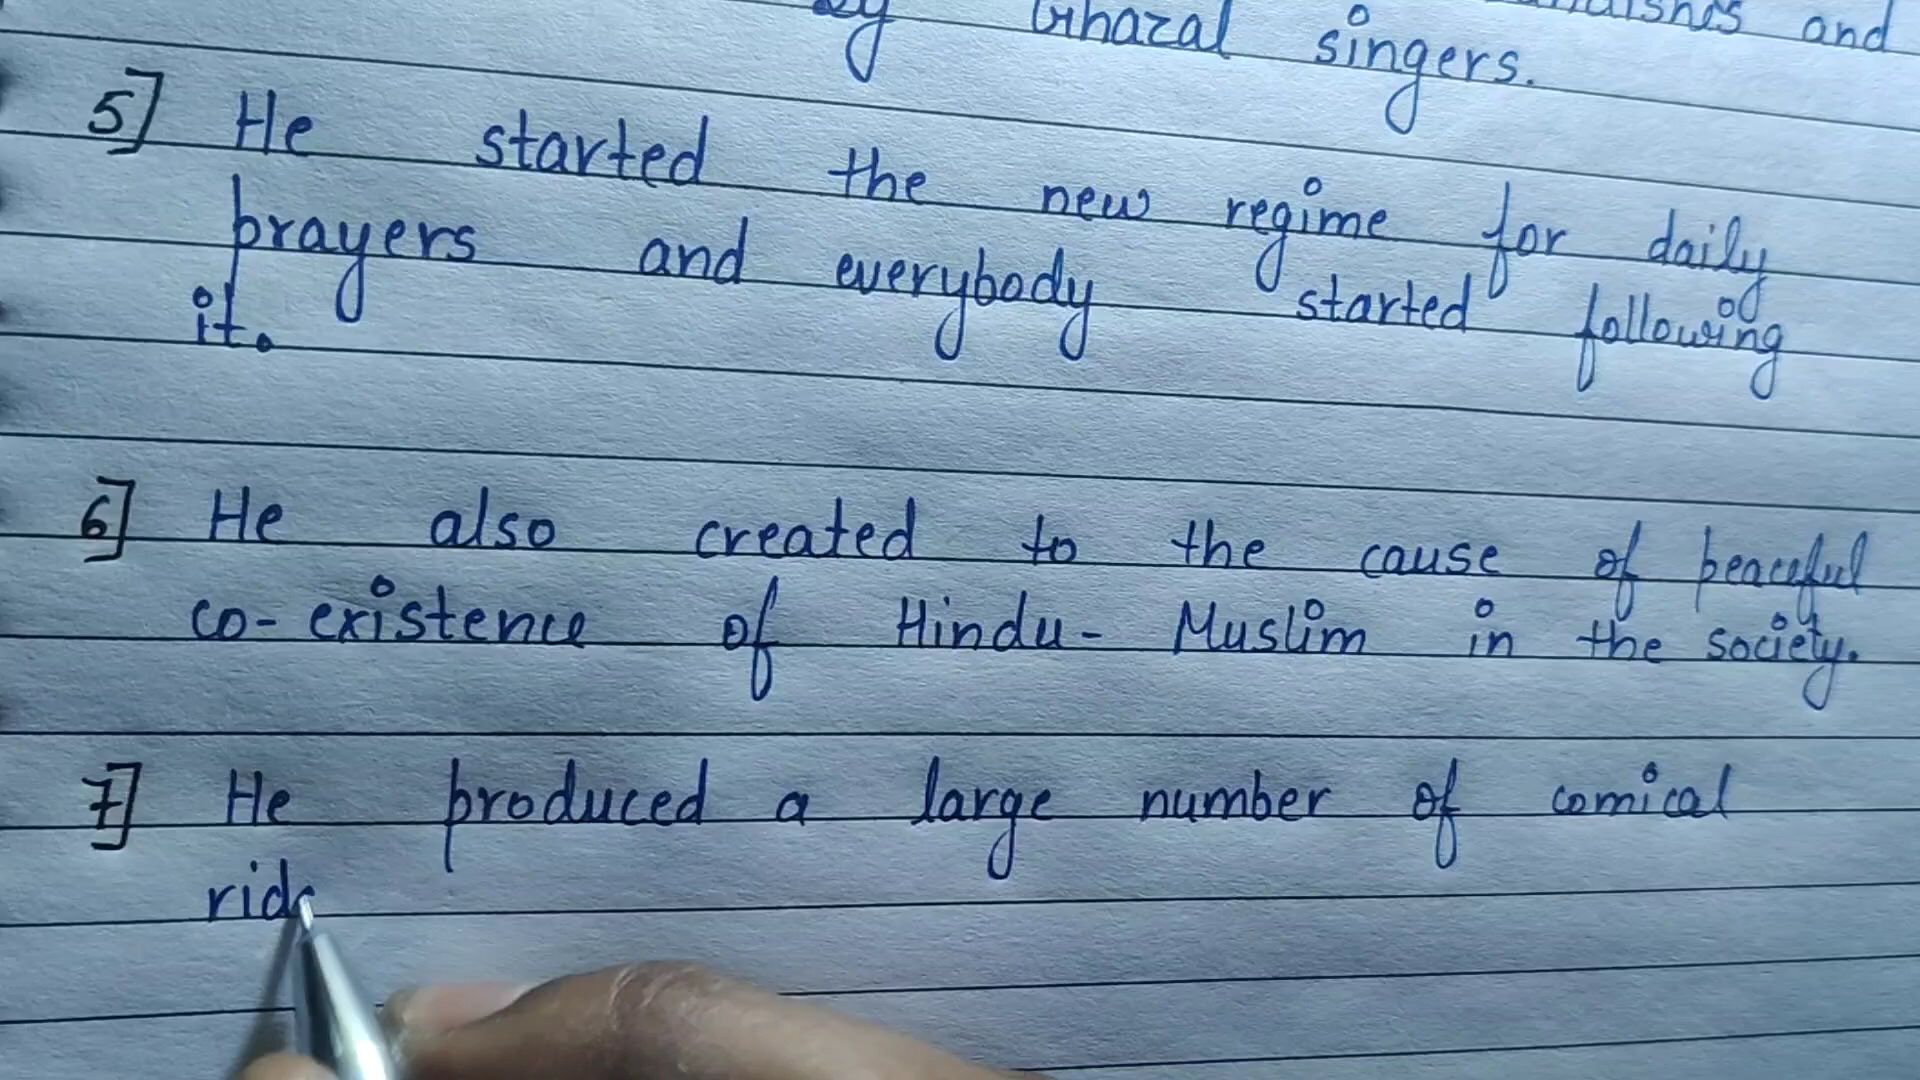 Ghazal singers.
and
5] He started the new regime for daily
prayers and everybody started following
it.
6] He also created to the cause of peaceful
co-existence of Hindu- Muslim in the society.
7] He produced a large number of comical